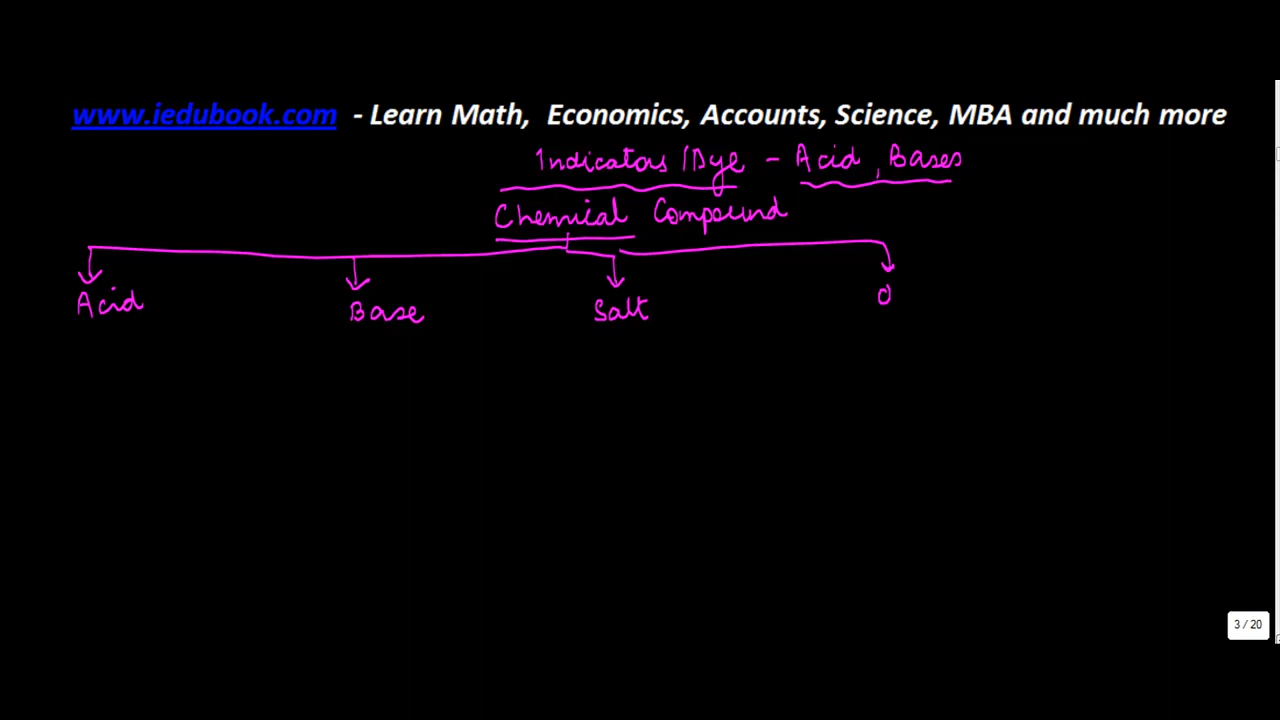 www.iedubook.com - Learn Math, Economics, Accounts, Science, MBA and much more
Indicators / Dye - Acid, Bases
Chemical Compound
Acid Base Salt O
3 / 20